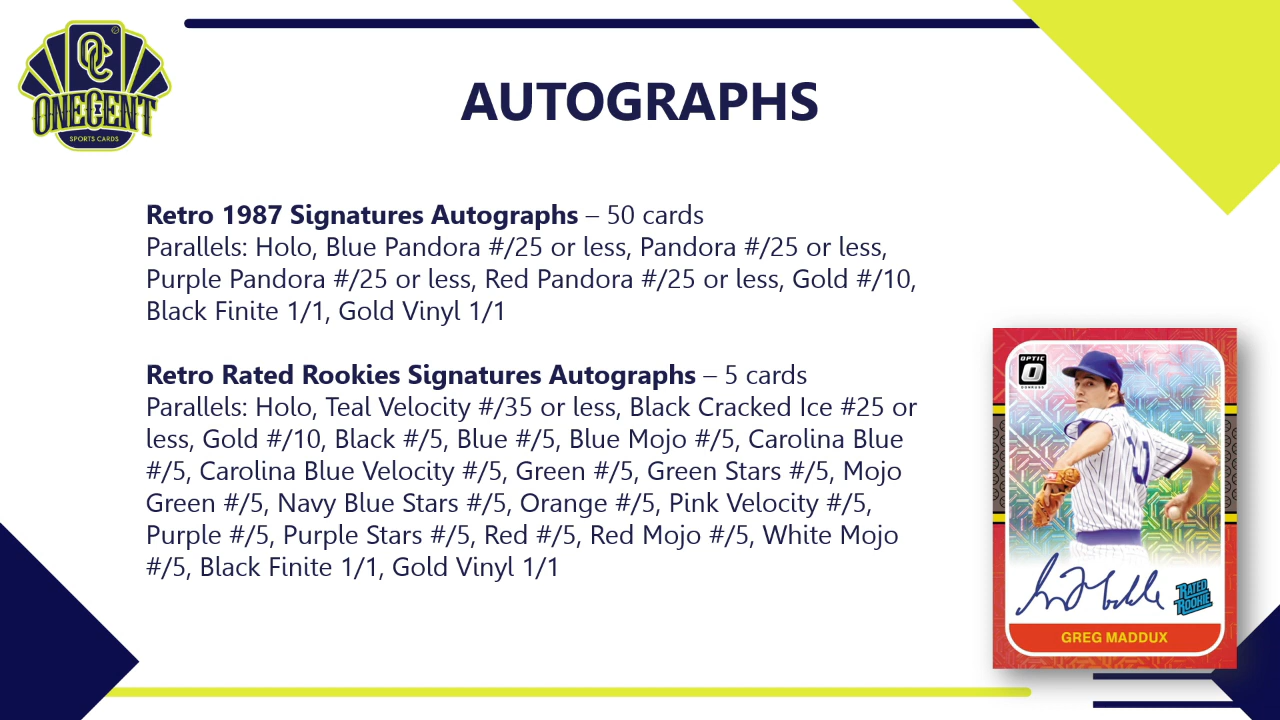 OC
ONECENT
SPORTS CARDS
AUTOGRAPHS
Retro 1987 Signatures Autographs – 50 cards
Parallels: Holo, Blue Pandora #/25 or less, Pandora #/25 or less,
Purple Pandora #/25 or less, Red Pandora #/25 or less, Gold #/10,
Black Finite 1/1, Gold Vinyl 1/1
Retro Rated Rookies Signatures Autographs – 5 cards
Parallels: Holo, Teal Velocity #/35 or less, Black Cracked Ice #25 or
less, Gold #/10, Black #/5, Blue #/5, Blue Mojo #/5, Carolina Blue
#/5, Carolina Blue Velocity #/5, Green #/5, Green Stars #/5, Mojo
Green #/5, Navy Blue Stars #/5, Orange #/5, Pink Velocity #/5,
Purple #/5, Purple Stars #/5, Red #/5, Red Mojo #/5, White Mojo
#/5, Black Finite 1/1, Gold Vinyl 1/1
OPTIC
DONRUSS
RATED
ROOKIE
GREG MADDUX